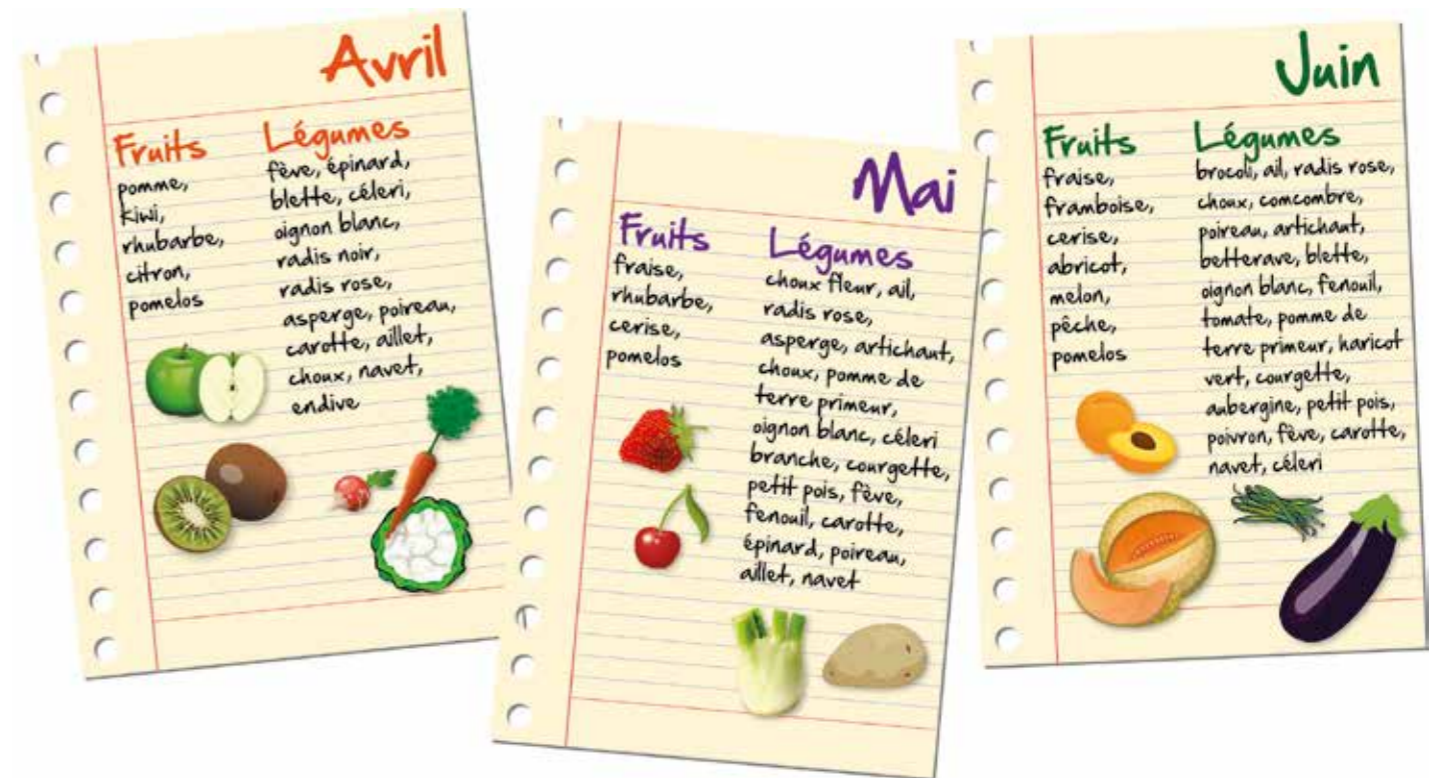 Avril
Fruits
pomme,
kiwi,
rhubarbe,
citron,
pomelos
Légumes
fève, épinard,
blette, céleri,
oignon blanc,
radis noir,
radis rose,
asperge, poireau,
carotte, aillet,
choux, navet,
endive
Mai
Fruits
fraise,
rhubarbe,
cerise,
pomelos
Légumes
choux fleur, ail,
radis rose,
asperge, artichaut,
choux, pomme de
terre primeur,
oignon blanc, céleri
branche, courgette,
petit pois, fève,
fenouil, carotte,
épinard, poireau,
aillet, navet
Juin
Fruits
fraise,
framboise,
cerise,
abricot,
melon,
pêche,
pomelos
Légumes
brocoli, ail, radis rose,
choux, comcombre,
poireau, artichaut,
betterave, blette,
oignon blanc, fenouil,
tomate, pomme de
terre primeur, haricot
vert, courgette,
aubergine, petit pois,
poivron, fève, carotte,
navet, céleri